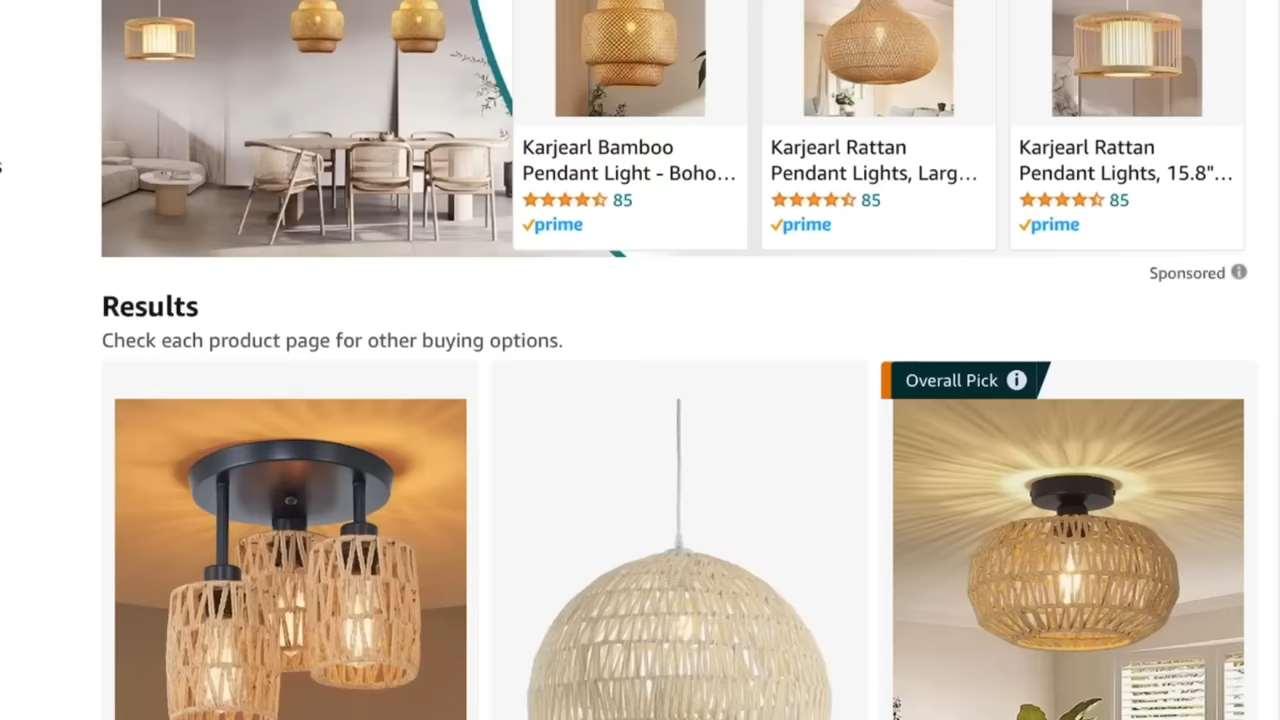 Karjearl Bamboo
Pendant Light - Boho...
85
prime
Karjearl Rattan
Pendant Lights, Larg...
85
prime
Karjearl Rattan
Pendant Lights, 15.8"...
85
prime
Sponsored
Results
Check each product page for other buying options.
Overall Pick